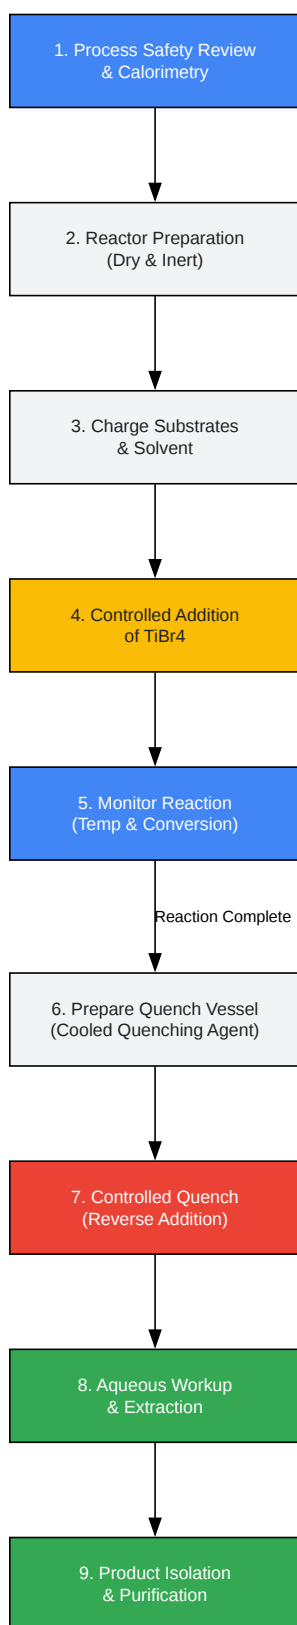 1. Process Safety Review
& Calorimetry
2. Reactor Preparation
(Dry & Inert)
3. Charge Substrates
& Solvent
4. Controlled Addition
of TiBr4
5. Monitor Reaction
(Temp & Conversion)
Reaction Complete
6. Prepare Quench Vessel
(Cooled Quenching Agent)
7. Controlled Quench
(Reverse Addition)
8. Aqueous Workup
& Extraction
9. Product Isolation
& Purification